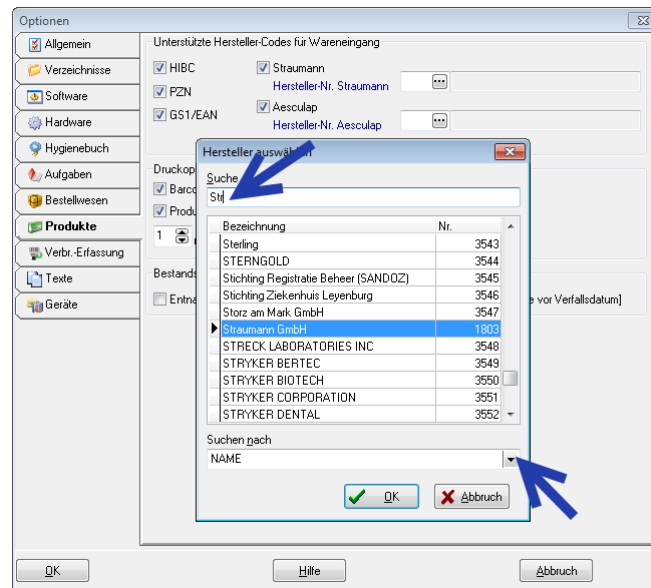 Optionen
Allgemein
Verzeichnisse
Software
Hardware
Hygienebuch
Aufgaben
Bestellwesen
Produkte
Verbr.-Erfassung
Texte
Geräte
Unterstützte Hersteller-Codes für Wareneingang
HIBC
Straumann
Hersteller-Nr. Straumann
PZN
Aesculap
GS1/EAN
Hersteller-Nr. Aesculap
Druckop
Barco
Produ
1
Bestands
Entna
e vor Verfallsdatum]
Hersteller auswählen
Suche
Str
Bezeichnung Nr.
Sterling 3543
STERNGOLD 3544
Stichting Registratie Beheer (SANDOZ) 3545
Stichting Ziekenhuis Leyenburg 3546
Storz am Mark GmbH 3547
Straumann GmbH 1803
STRECK LABORATORIES INC 3548
STRYKER BERTEC 3549
STRYKER BIOTECH 3550
STRYKER CORPORATION 3551
STRYKER DENTAL 3552
Suchen nach
NAME
OK Abbruch
OK Hilfe Abbruch